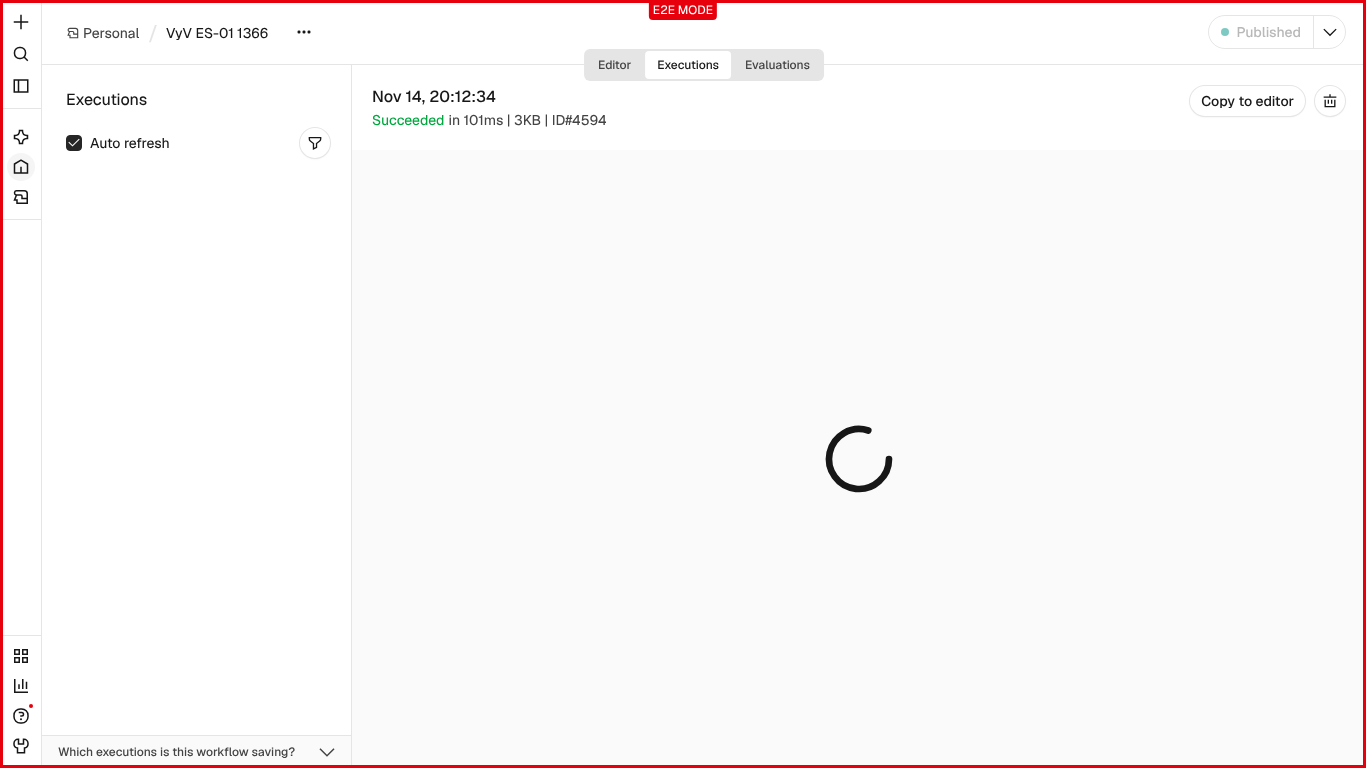 E2E MODE
Personal / VyV ES-01 1366
Published
Editor Executions Evaluations
Executions
Auto refresh
Nov 14, 20:12:34
Succeeded in 101ms | 3KB | ID#4594
Copy to editor
Which executions is this workflow saving?